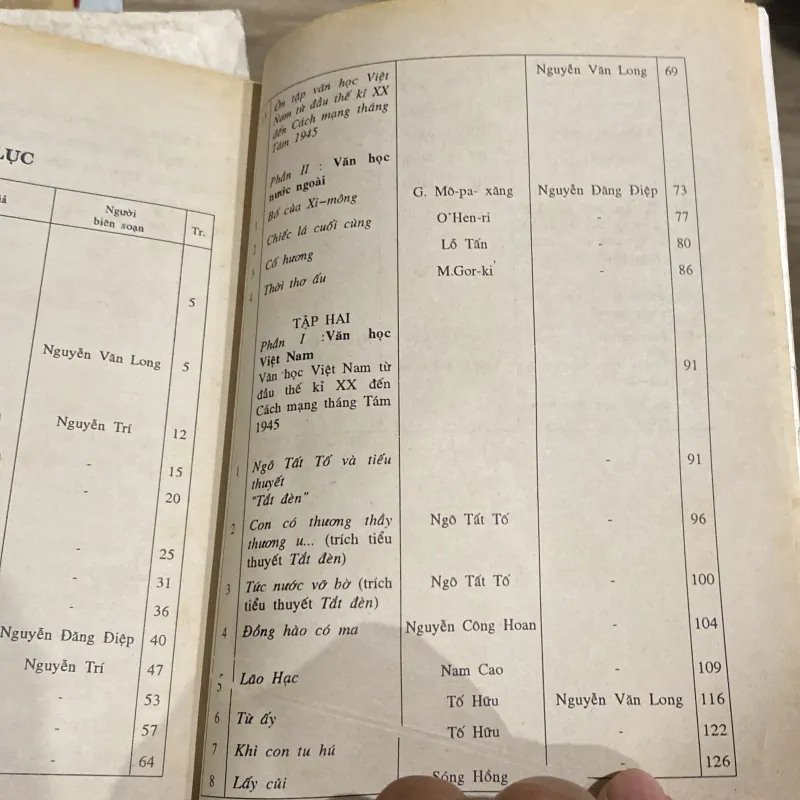 LỤC
Người
biên soạn
Tr.
5
Nguyễn Văn Long 5
Nguyễn Trí 12
- 15
- 20
- 25
- 31
- 36
Nguyễn Đăng Điệp 40
Nguyễn Trí 47
- 53
- 57
- 64
Ôn tập văn học Việt
Nam từ đầu thế kỉ XX
đến Cách mạng tháng
Tám 1945
Nguyễn Văn Long 69
Phần II : Văn học
nước ngoài
1 Bố của Xi-mông G. Mô-pa- xăng Nguyễn Đăng Điệp 73
2 Chiếc lá cuối cùng O'Hen-ri - 77
3 Cố hương Lỗ Tấn - 80
4 Thời thơ ấu M.Gor-ki - 86
TẬP HAI
Phần I :Văn học
Việt Nam
Văn học Việt Nam từ
đầu thế kỉ XX đến
Cách mạng tháng Tám
1945
91
1 Ngô Tất Tố và tiểu
thuyết
"Tắt đèn"
- 91
2 Con có thương thầy
thương u... (trích tiểu
thuyết Tắt đèn)
Ngô Tất Tố - 96
3 Tức nước vỡ bờ (trích
tiểu thuyết Tắt đèn)
Ngô Tất Tố - 100
4 Đồng hào có ma Nguyễn Công Hoan - 104
5 Lão Hạc Nam Cao - 109
6 Từ ấy Tố Hữu Nguyễn Văn Long 116
7 Khi con tu hú Tố Hữu - 122
8 Lấy củi Sóng Hồng - 126